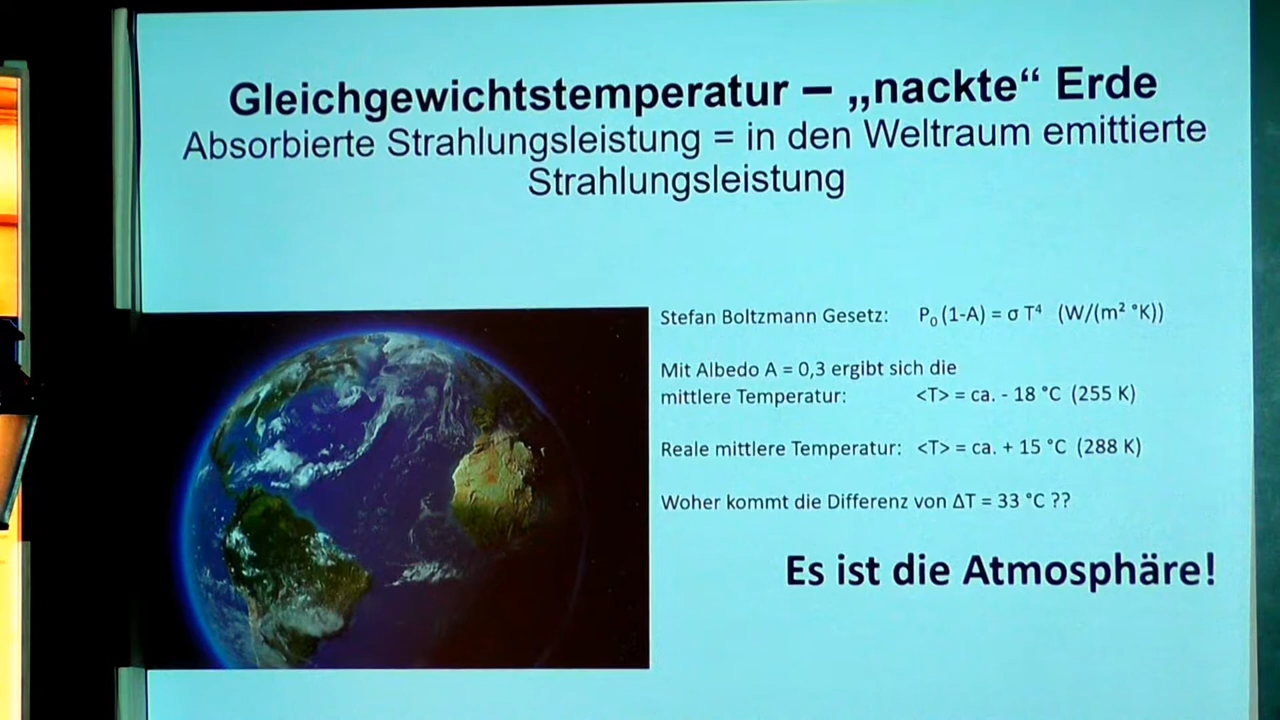 Gleichgewichtstemperatur – „nackte“ Erde
Absorbierte Strahlungsleistung = in den Weltraum emittierte
Strahlungsleistung
Stefan Boltzmann Gesetz: P₀ (1-A) = σ T⁴ (W/(m² °K))
Mit Albedo A = 0,3 ergibt sich die
mittlere Temperatur: <T> = ca. - 18 °C (255 K)
Reale mittlere Temperatur: <T> = ca. + 15 °C (288 K)
Woher kommt die Differenz von ΔT = 33 °C ??
Es ist die Atmosphäre!